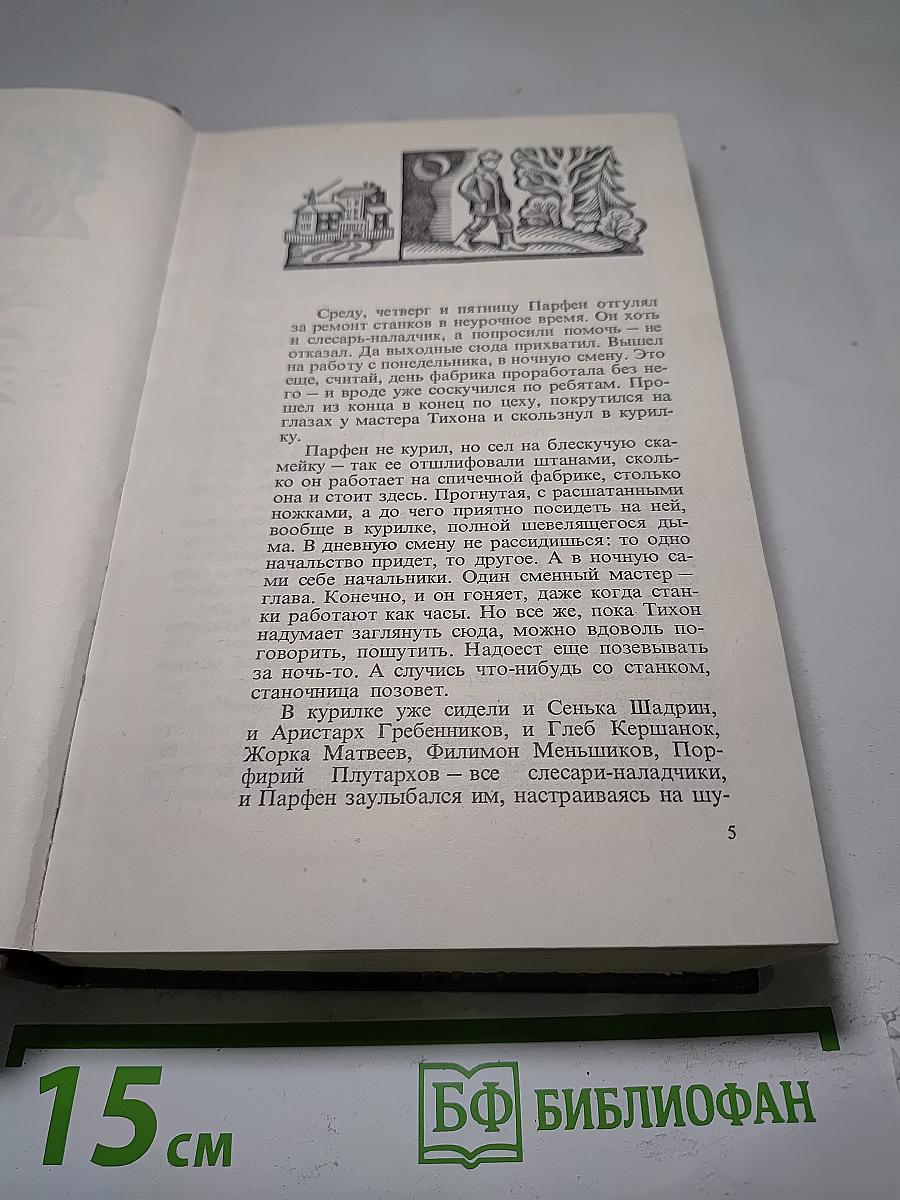 Среду, четверг и пятницу Парфен отгулял
за ремонт станков в неурочное время. Он хоть
и слесарь-наладчик, а попросили помочь — не
отказал. Да выходные сюда прихватил. Вышел
на работу с понедельника, в ночную смену. Это
еще, считай, день фабрика проработала без не-
го — и вроде уже соскучился по ребятам. Про-
шел из конца в конец по цеху, покрутился на
глазах у мастера Тихона и скользнул в курил-
ку.
Парфен не курил, но сел на блескучую ска-
мейку — так ее отшлифовали штанами, сколь-
ко он работает на спичечной фабрике, столько
она и стоит здесь. Прогнутая, с расшатанными
ножками, а до чего приятно посидеть на ней,
вообще в курилке, полной шевелящегося ды-
ма. В дневную смену не рассидишься: то одно
начальство придет, то другое. А в ночную са-
ми себе начальники. Один сменный мастер —
глава. Конечно, и он гоняет, даже когда стан-
ки работают как часы. Но все же, пока Тихон
надумает заглянуть сюда, можно вдоволь по-
говорить, пошутить. Надоест еще позевывать
за ночь-то. А случись что-нибудь со станком,
станочница позовет.
В курилке уже сидели и Сенька Шадрин,
и Аристарх Гребенников, и Глеб Кершанок,
Жорка Матвеев, Филимон Меньшиков, Пор-
фирий Плутархов — все слесари-наладчики,
и Парфен заулыбался им, настраиваясь на шу-
5
15 см
БФ БИБЛИОФАН